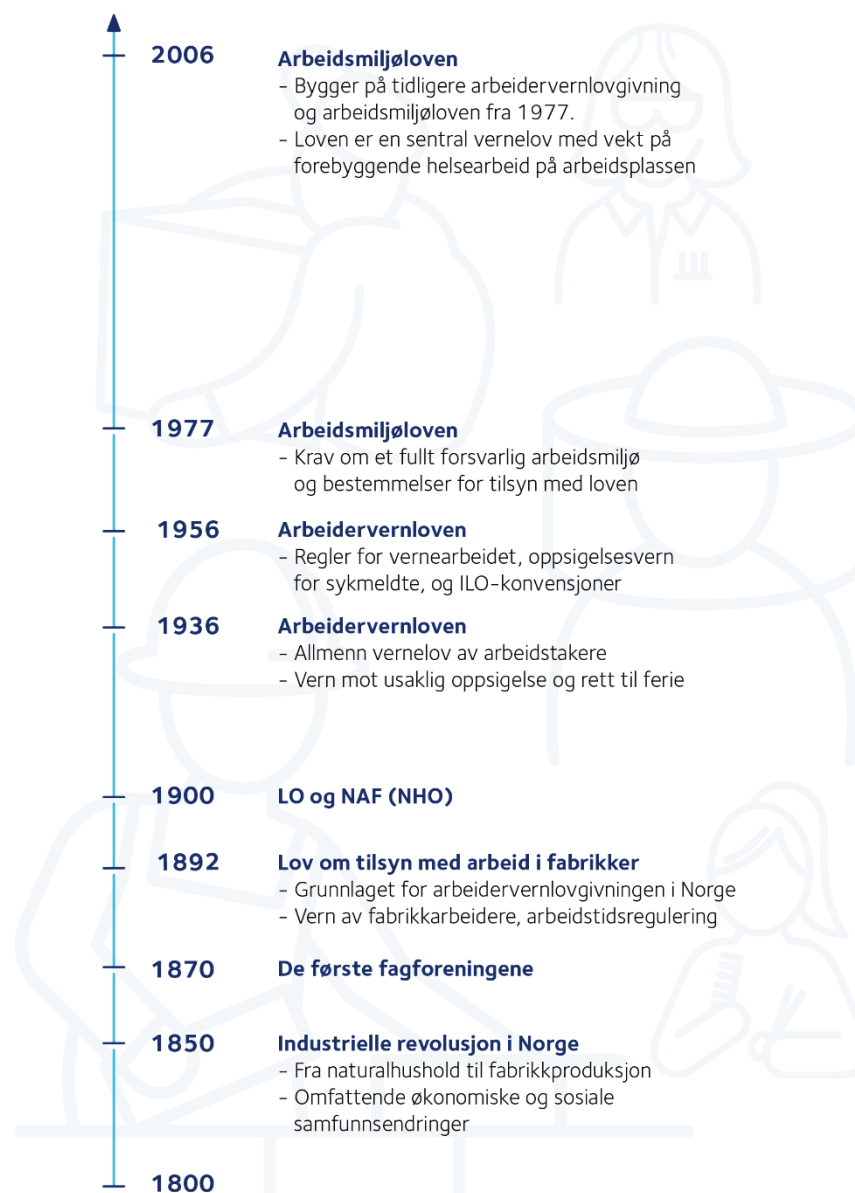 2006 Arbeidsmiljøloven
- Bygger på tidligere arbeidervernlovgivning
og arbeidsmiljøloven fra 1977.
- Loven er en sentral vernelov med vekt på
forebyggende helsearbeid på arbeidsplassen
1977 Arbeidsmiljøloven
- Krav om et fullt forsvarlig arbeidsmiljø
og bestemmelser for tilsyn med loven
1956 Arbeidervernloven
- Regler for vernearbeidet, oppsigelsesvern
for sykmeldte, og ILO-konvensjoner
1936 Arbeidervernloven
- Allmenn vernelov av arbeidstakere
- Vern mot usaklig oppsigelse og rett til ferie
1900 LO og NAF (NHO)
1892 Lov om tilsyn med arbeid i fabrikker
- Grunnlaget for arbeidervernlovgivningen i Norge
- Vern av fabrikkarbeidere, arbeidstidsregulering
1870 De første fagforeningene
1850 Industrielle revolusjon i Norge
- Fra naturalhushold til fabrikkproduksjon
- Omfattende økonomiske og sosiale
samfunnsendringer
1800